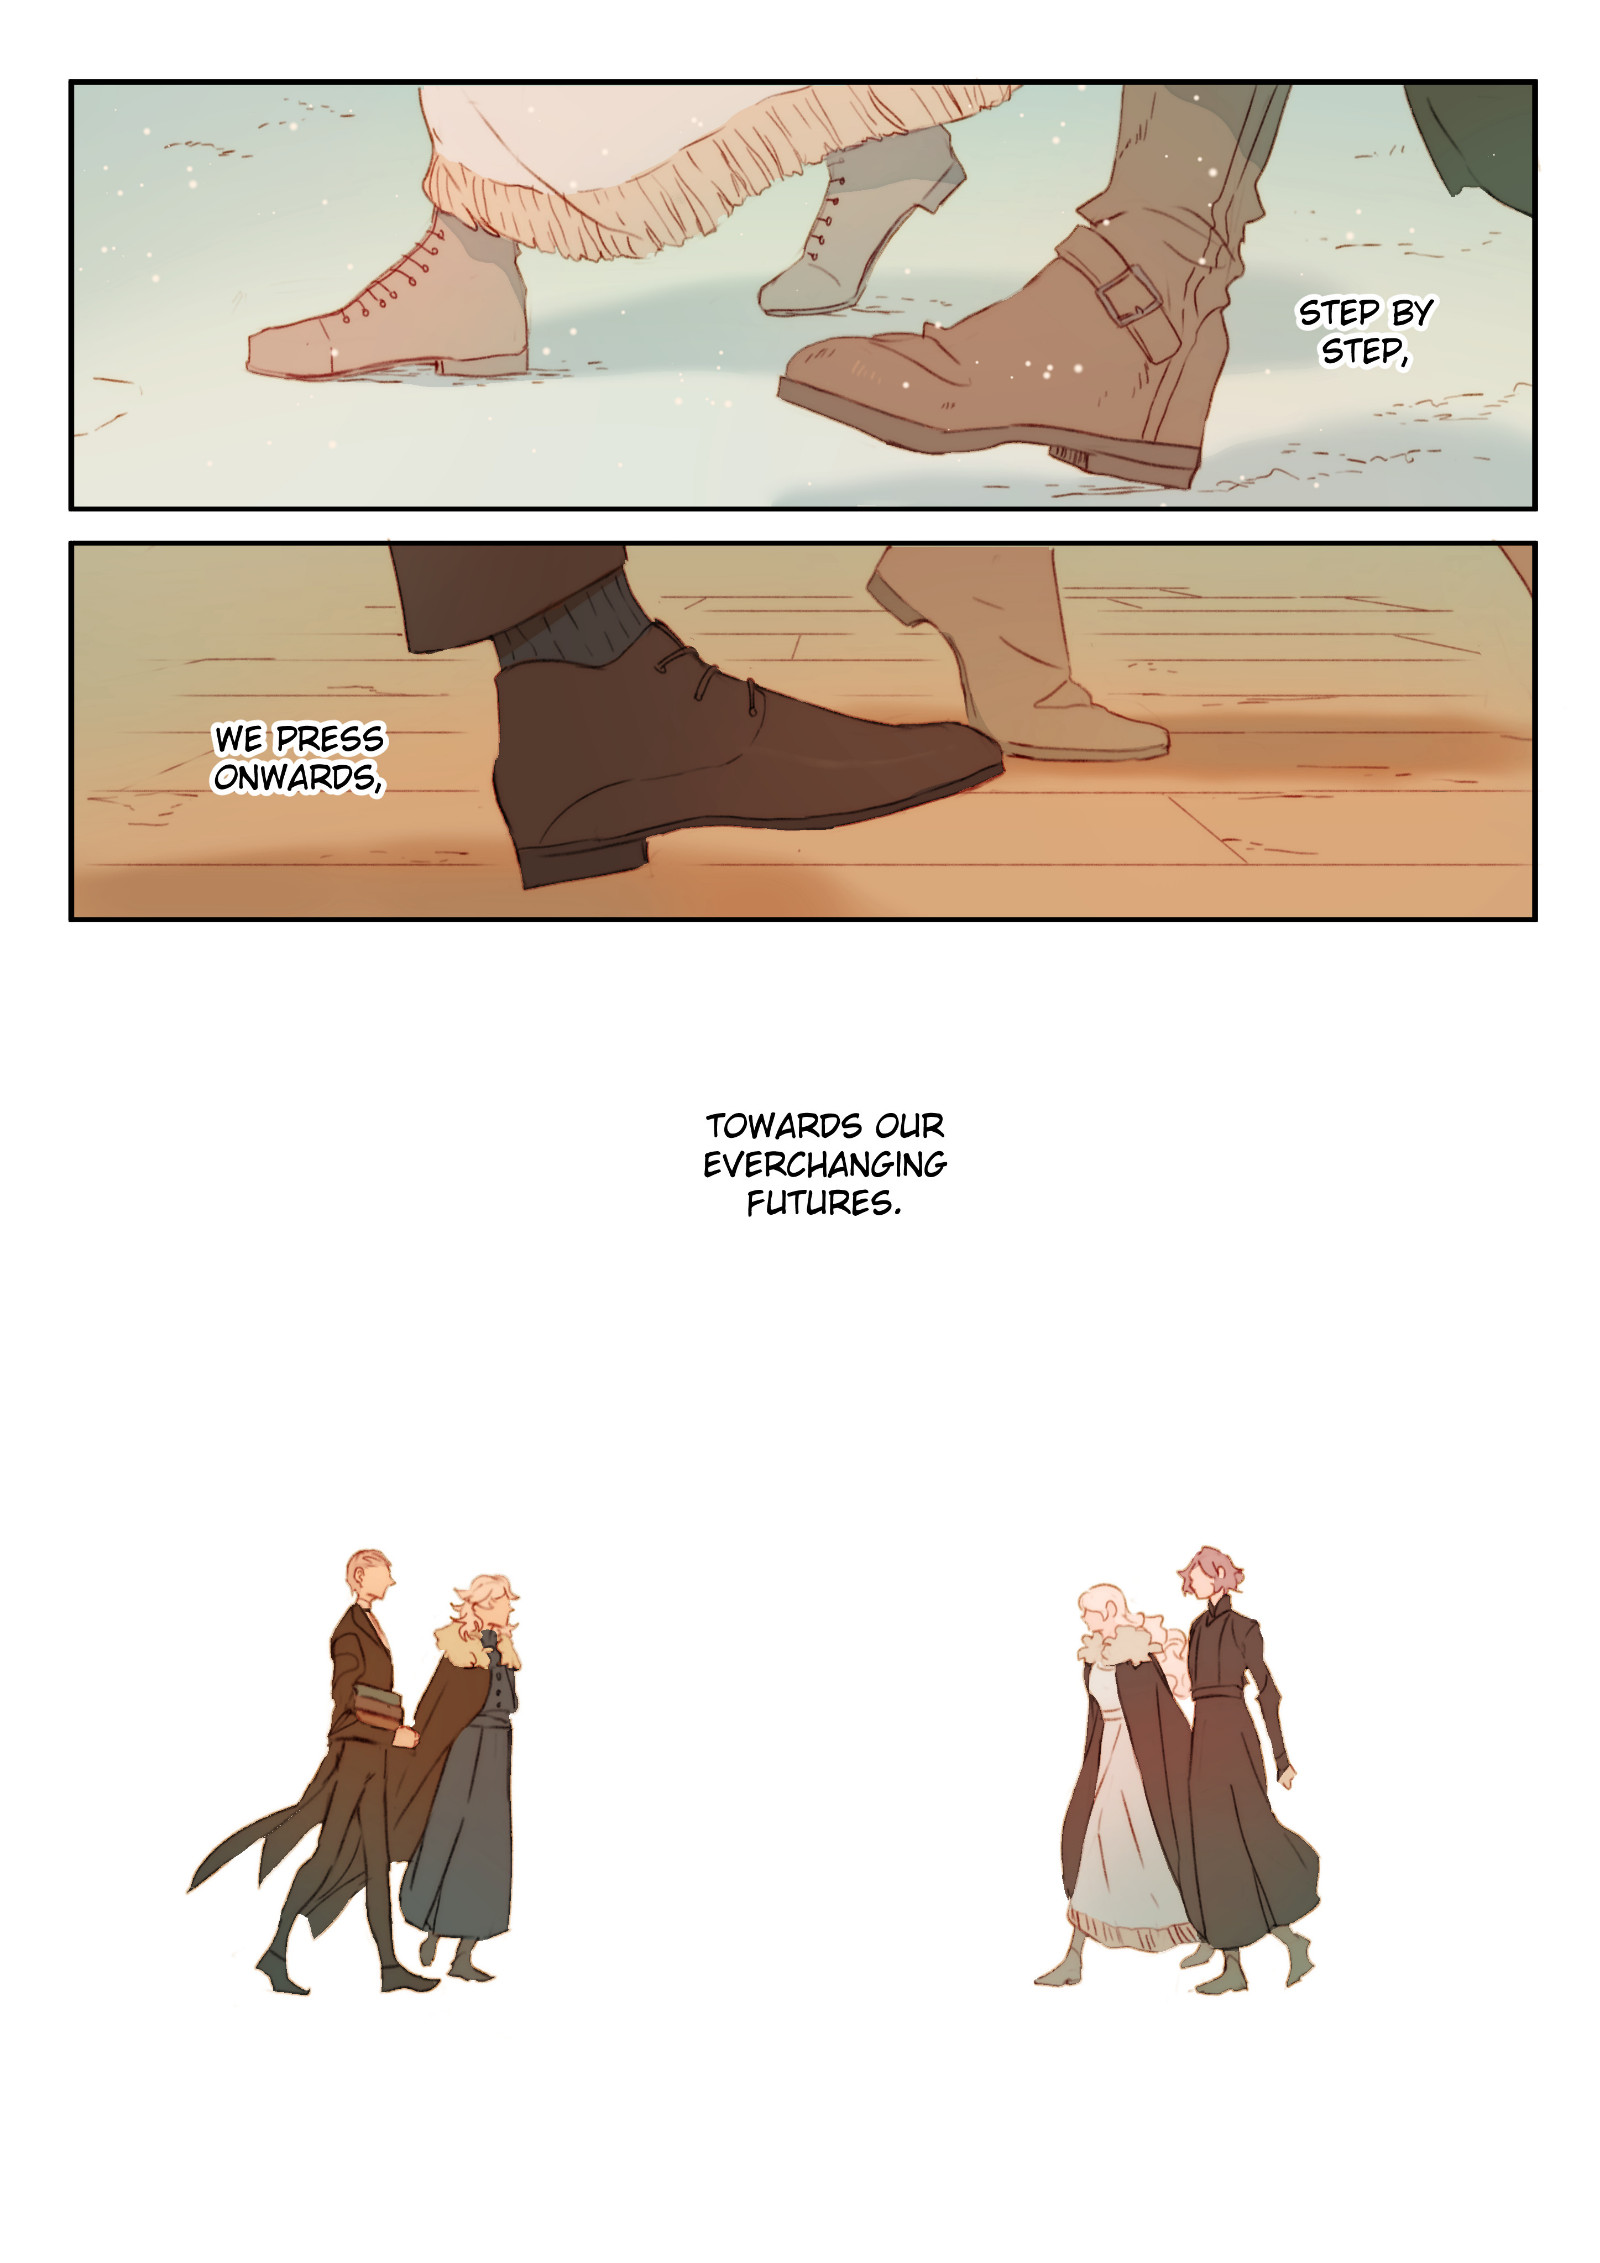 STEP BY
STEP,
WE PRESS
ONWARDS,
TOWARDS OUR
EVERCHANGING
FUTURES.